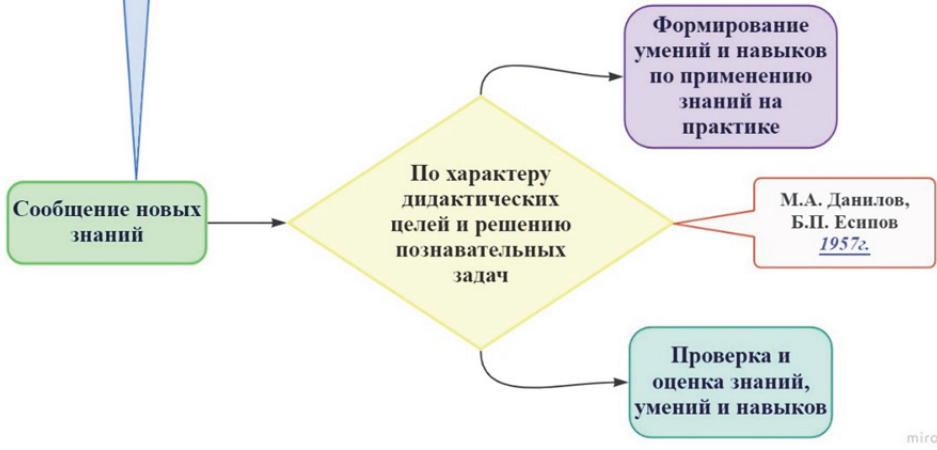 Формирование
умений и навыков
по применению
знаний на
практике
Сообщение новых
знаний
По характеру
дидактических
целей и решению
познавательных
задач
М.А. Данилов,
Б.П. Есипов
1957г.
Проверка и
оценка знаний,
умений и навыков
miro